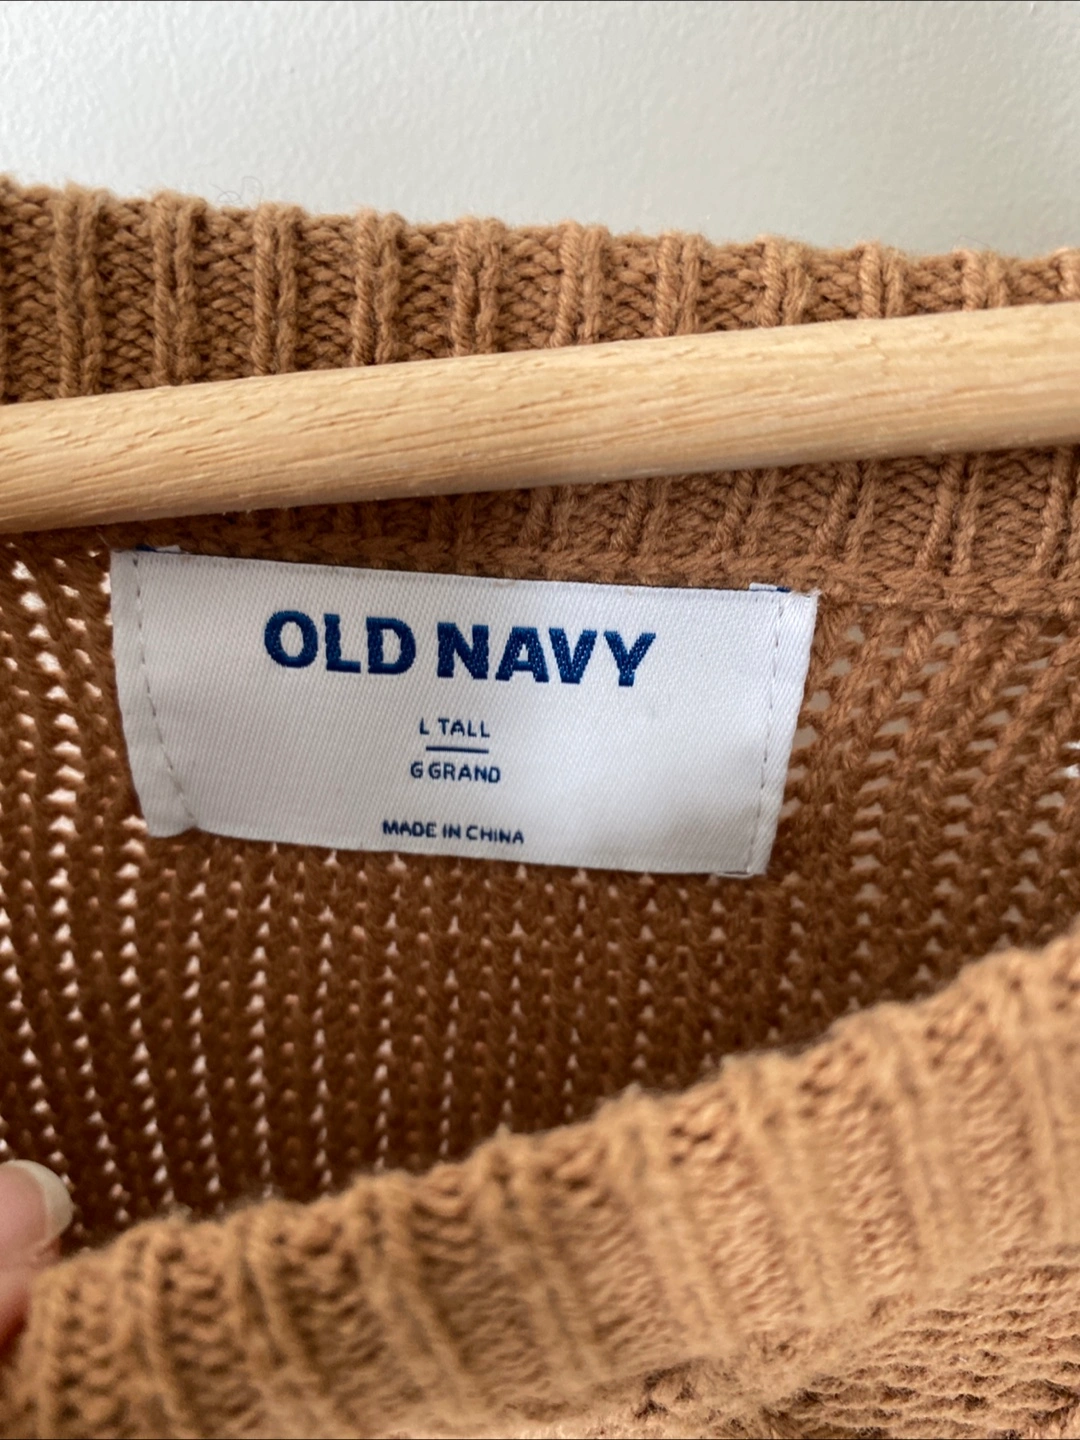 OLD NAVY
L TALL
G GRAND
MADE IN CHINA